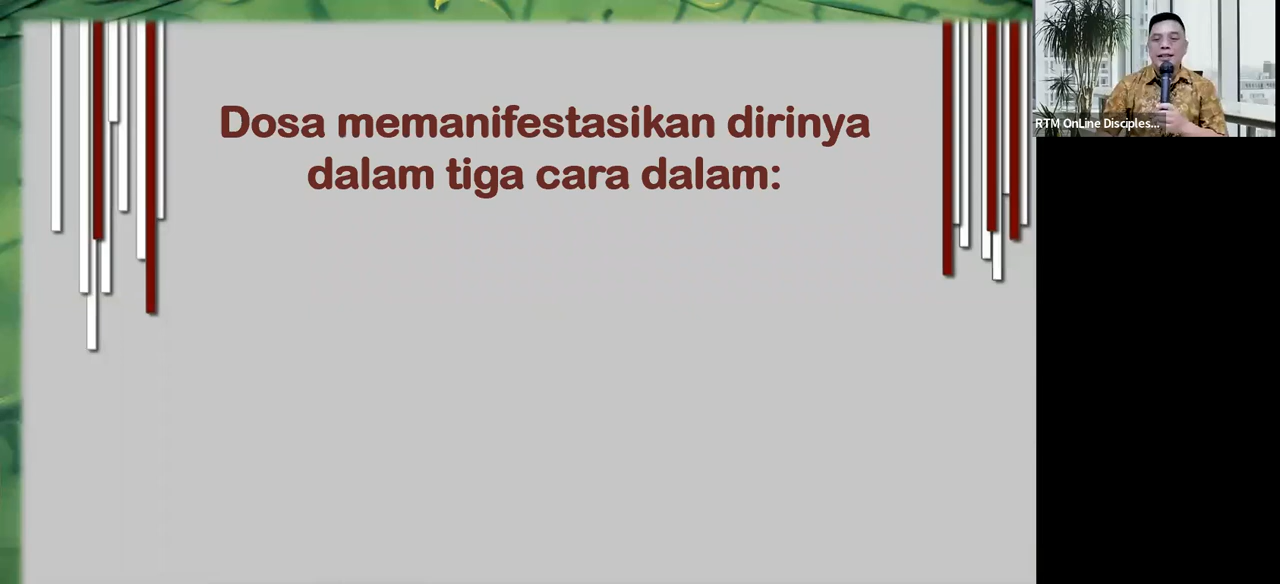 Dosa memanifestasikan dirinya
dalam tiga cara dalam:
RTM OnLine Disciples...